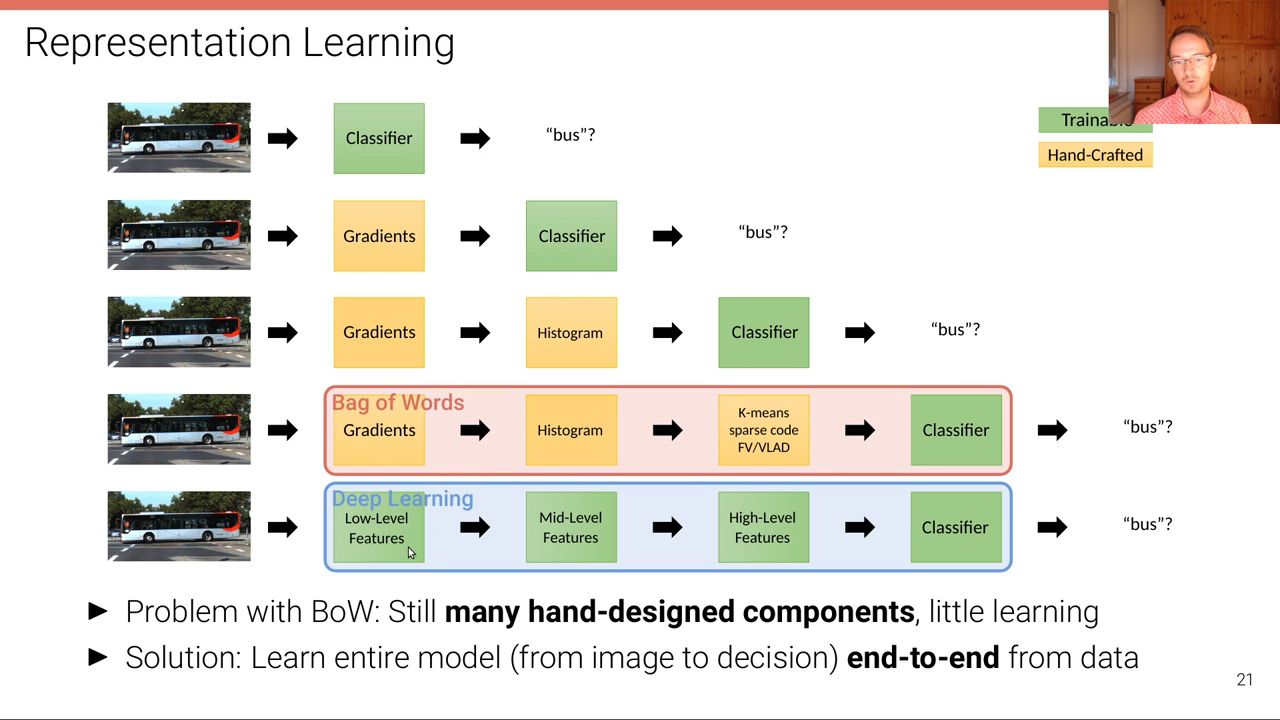 Representation Learning
Classifier
“bus”?
Trainable
Hand-Crafted
Gradients
Classifier
“bus”?
Gradients
Histogram
Classifier
“bus”?
Bag of Words
Gradients
Histogram
K-means
sparse code
FV/VLAD
Classifier
“bus”?
Deep Learning
Low-Level
Features
Mid-Level
Features
High-Level
Features
Classifier
“bus”?
► Problem with BoW: Still many hand-designed components, little learning
► Solution: Learn entire model (from image to decision) end-to-end from data
21